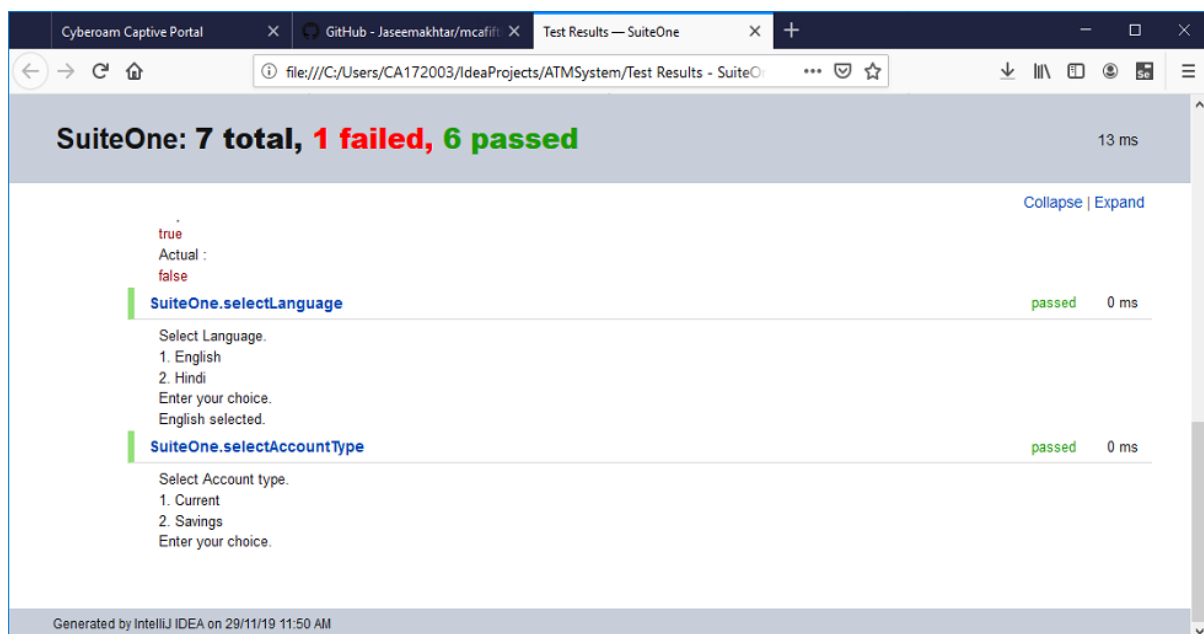 Cyberoam Captive Portal
GitHub - Jaseemakhtar/mcafift
Test Results — SuiteOne
file:///C:/Users/CA172003/IdeaProjects/ATMSystem/Test Results - SuiteO
SuiteOne: 7 total, 1 failed, 6 passed
13 ms
Collapse | Expand
true
Actual :
false
SuiteOne.selectLanguage passed 0 ms
Select Language.
1. English
2. Hindi
Enter your choice.
English selected.
SuiteOne.selectAccountType passed 0 ms
Select Account type.
1. Current
2. Savings
Enter your choice.
Generated by IntelliJ IDEA on 29/11/19 11:50 AM